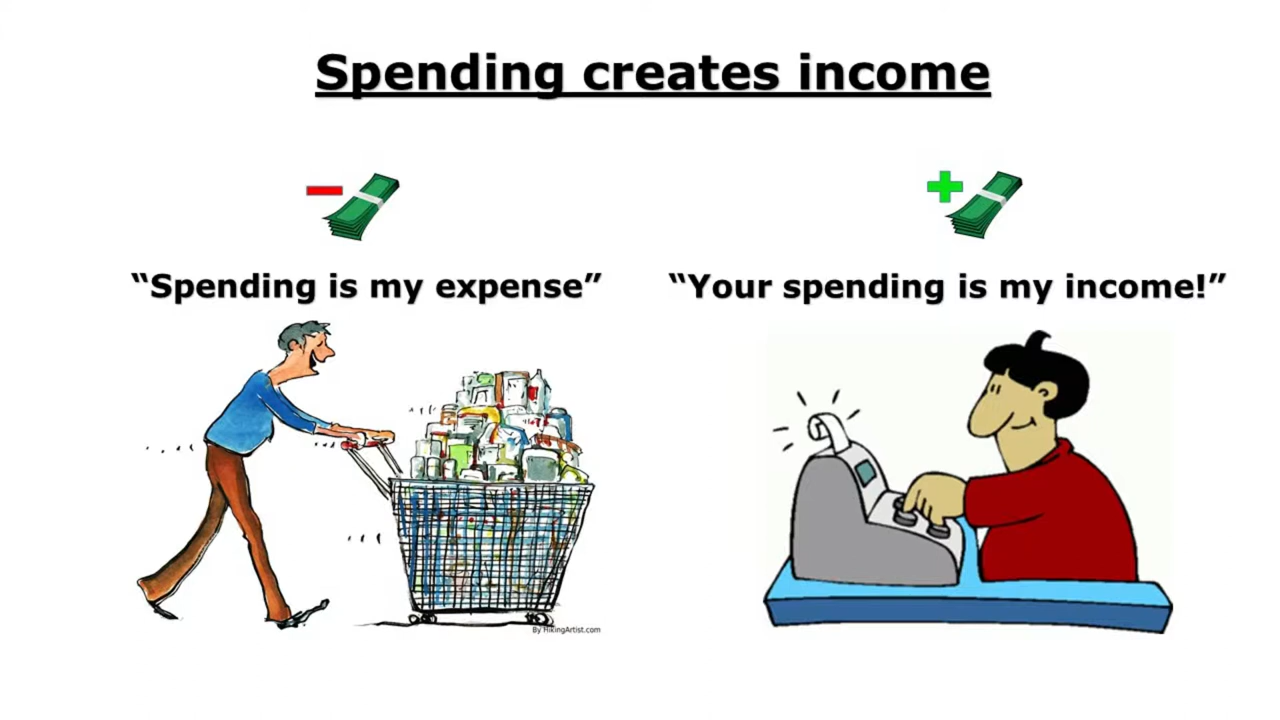 Spending creates income
“Spending is my expense”
“Your spending is my income!”
By HikingArtist.com